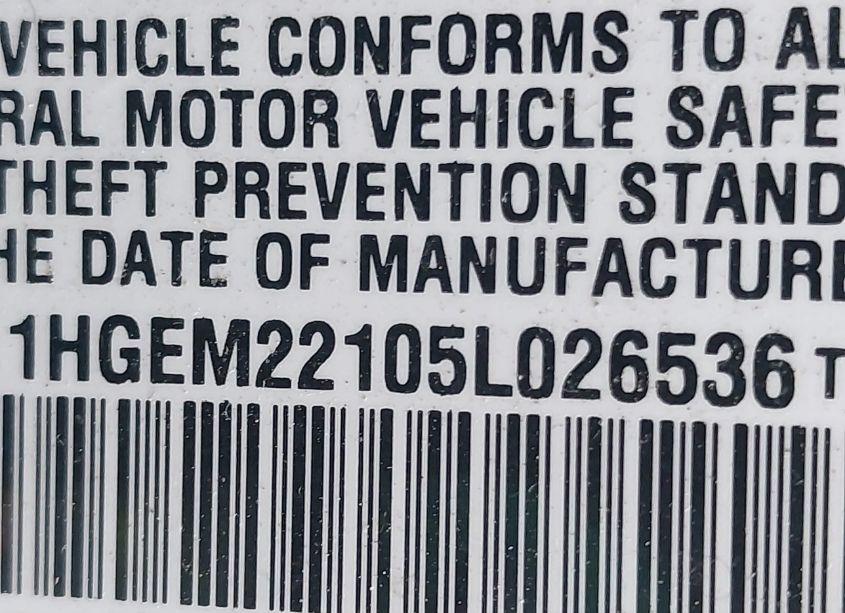 VEHICLE CONFORMS TO AL
RAL MOTOR VEHICLE SAFE
THEFT PREVENTION STAND
HE DATE OF MANUFACTURE
1HGEM22105L026536 T